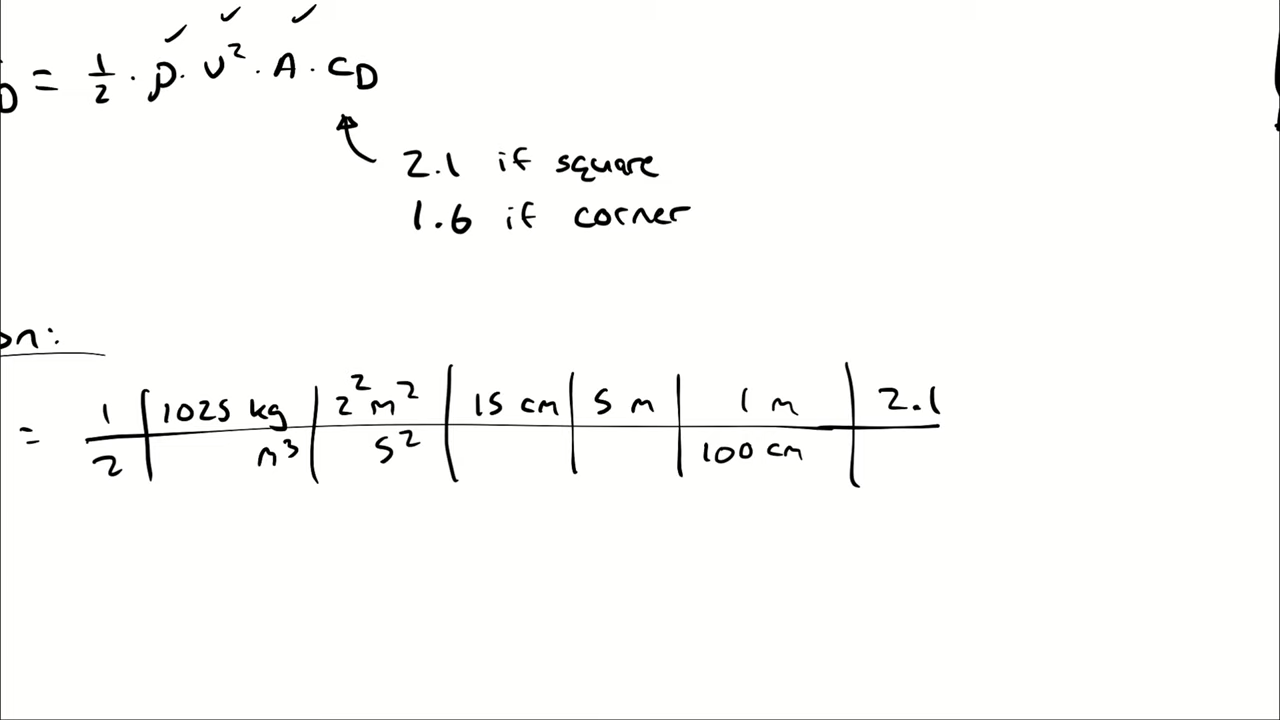 D = 1/2 · ρ · υ² · A · CD
2.1 if square
1.6 if corner
on:
= 1 | 1025 kg | 2² m² | 15 cm | 5 m | 1 m | 2.1
2 | m³ | s² | | | 100 cm |